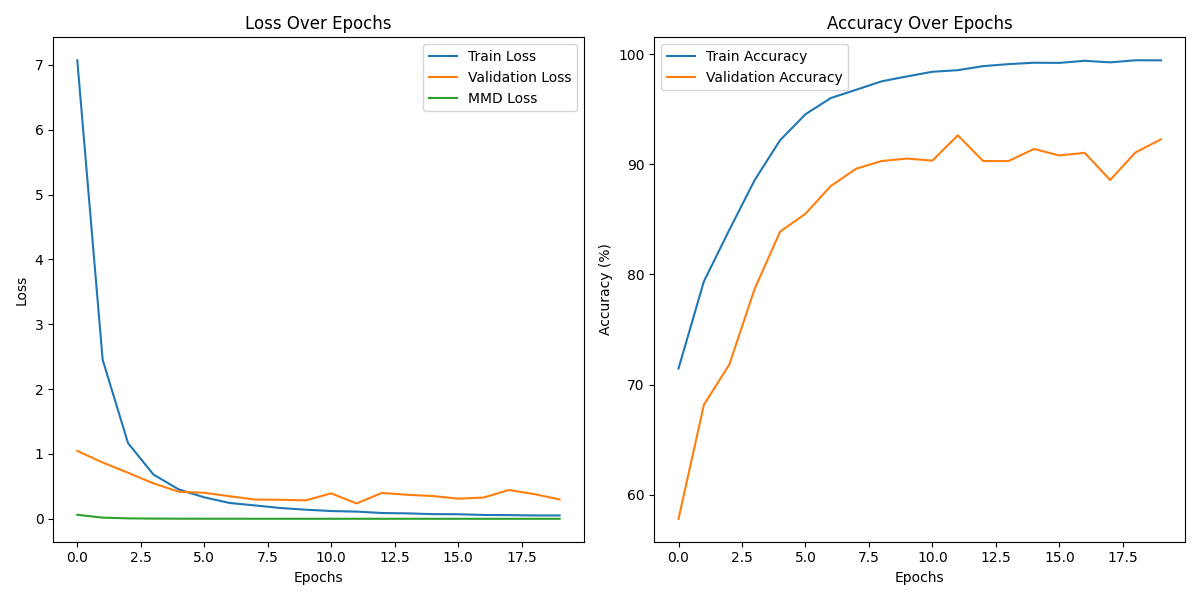 Loss Over Epochs
Train Loss
Validation Loss
MMD Loss
7
6
5
4
3
2
1
0
Loss
0.0 2.5 5.0 7.5 10.0 12.5 15.0 17.5
Epochs
Accuracy Over Epochs
Train Accuracy
Validation Accuracy
100
90
80
70
60
Accuracy (%)
0.0 2.5 5.0 7.5 10.0 12.5 15.0 17.5
Epochs